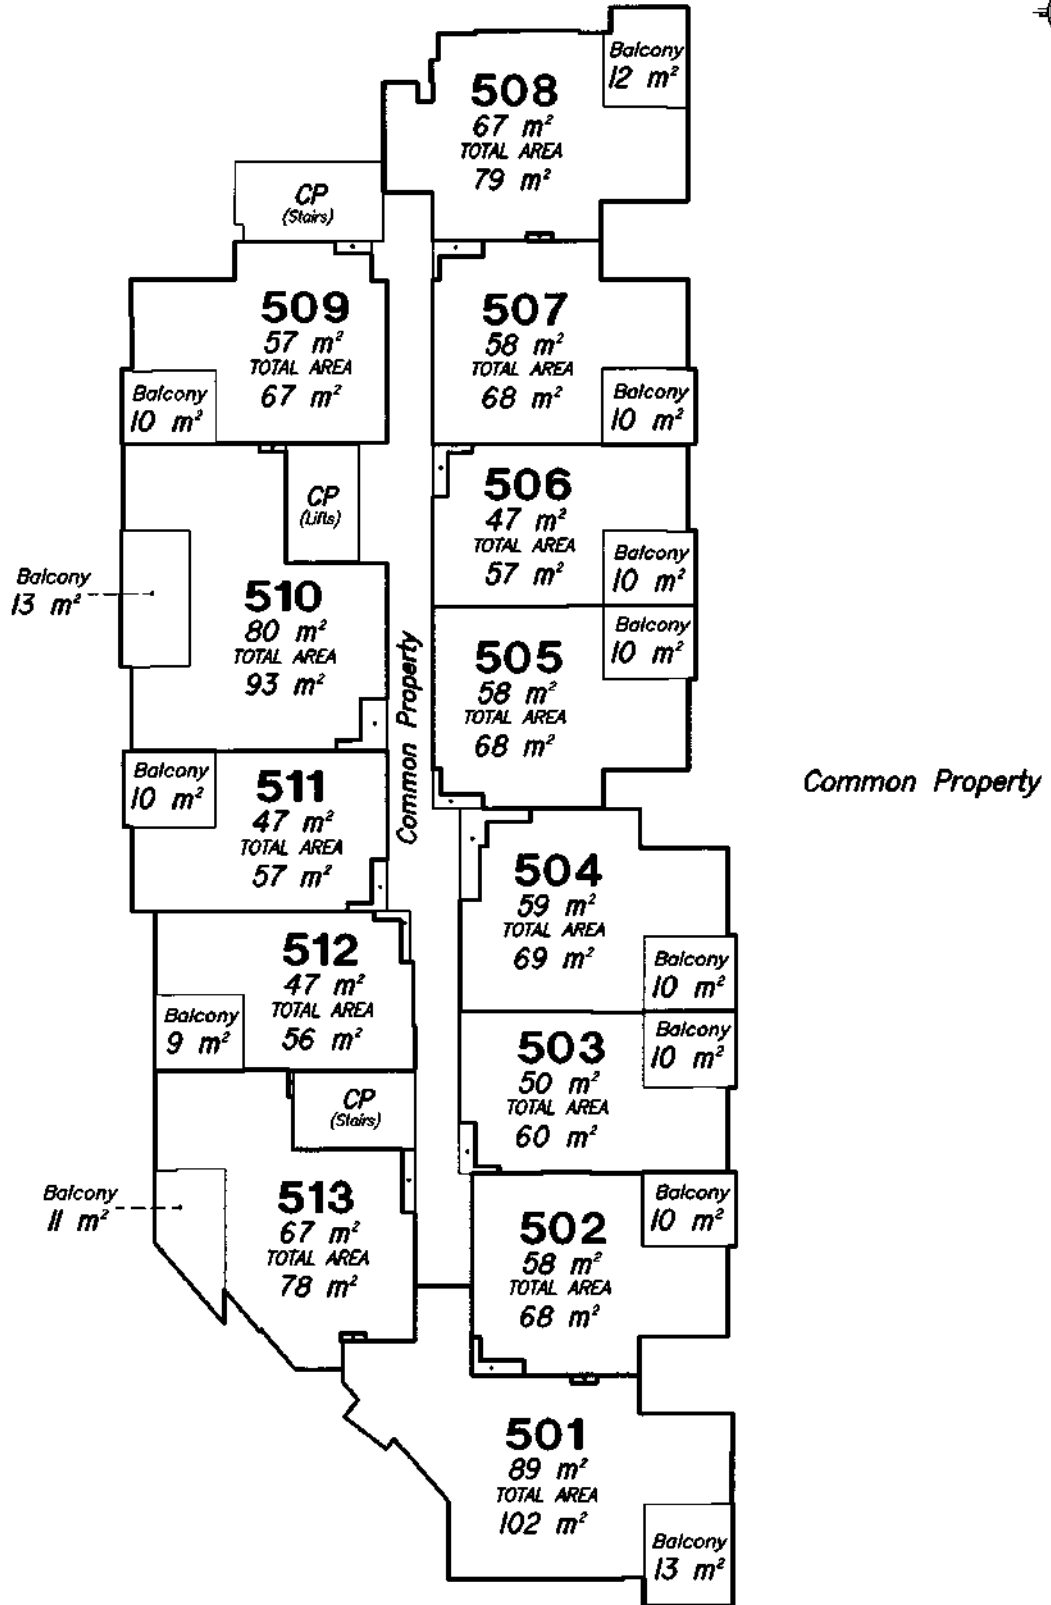 Balcony
12 m²
508
67 m²
TOTAL AREA
79 m²
CP
(Stairs)
509
57 m²
TOTAL AREA
67 m²
Balcony
10 m²
507
58 m²
TOTAL AREA
68 m²
Balcony
10 m²
CP
(Lifts)
506
47 m²
TOTAL AREA
57 m²
Balcony
10 m²
Balcony
13 m²
510
80 m²
TOTAL AREA
93 m²
Common Property
505
58 m²
TOTAL AREA
68 m²
Balcony
10 m²
Balcony
10 m²
511
47 m²
TOTAL AREA
57 m²
Common Property
504
59 m²
TOTAL AREA
69 m²
Balcony
10 m²
512
47 m²
TOTAL AREA
56 m²
Balcony
9 m²
503
50 m²
TOTAL AREA
60 m²
Balcony
10 m²
CP
(Stairs)
Balcony
11 m²
513
67 m²
TOTAL AREA
78 m²
502
58 m²
TOTAL AREA
68 m²
Balcony
10 m²
501
89 m²
TOTAL AREA
102 m²
Balcony
13 m²